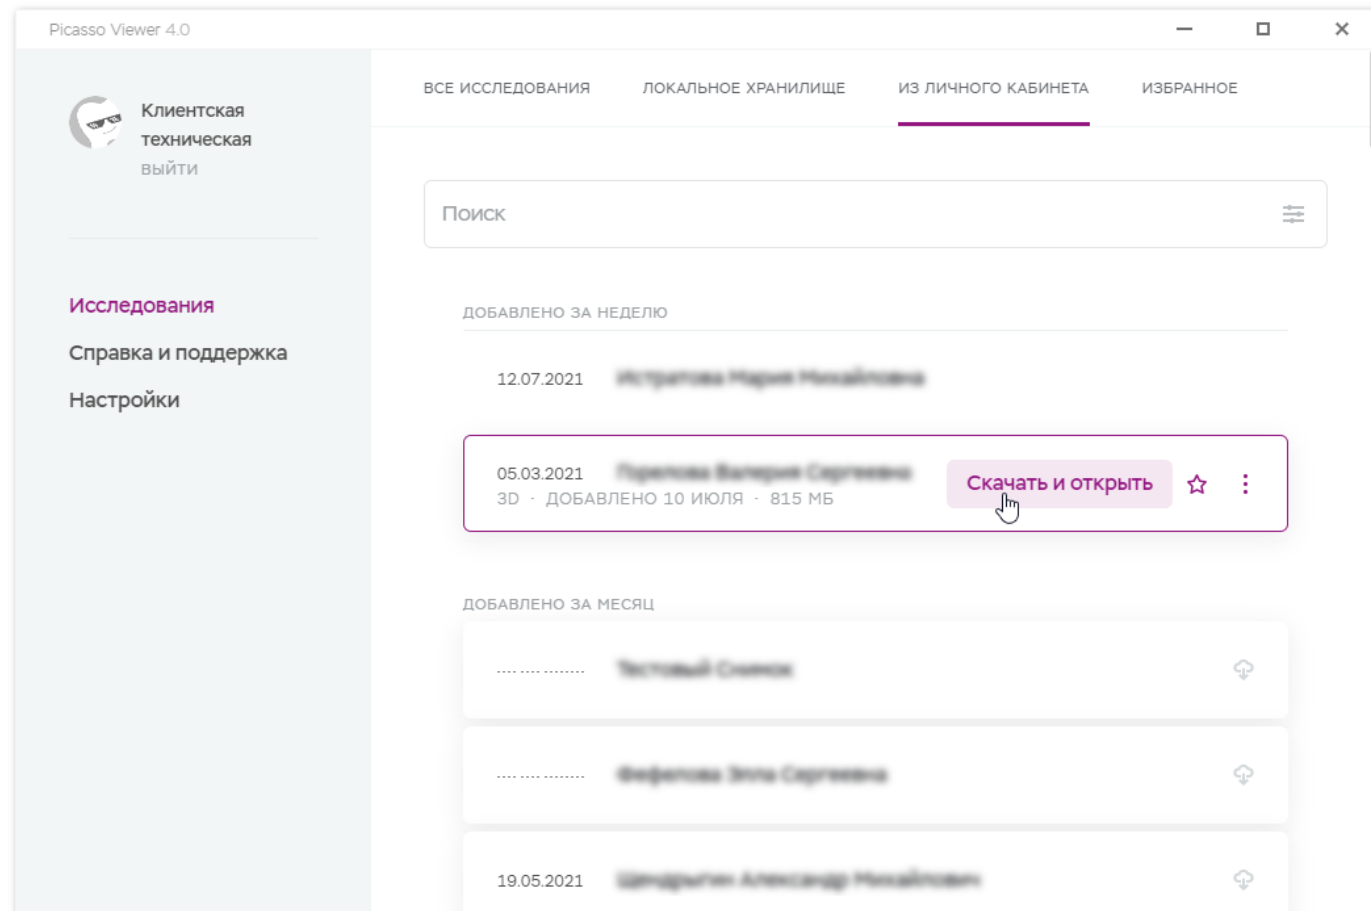 Picasso Viewer 4.0
Клиентская
техническая
выйти
Исследования
Справка и поддержка
Настройки
ВСЕ ИССЛЕДОВАНИЯ
ЛОКАЛЬНОЕ ХРАНИЛИЩЕ
ИЗ ЛИЧНОГО КАБИНЕТА
ИЗБРАННОЕ
Поиск
ДОБАВЛЕНО ЗА НЕДЕЛЮ
12.07.2021
05.03.2021
3D · ДОБАВЛЕНО 10 ИЮЛЯ · 815 МБ
Скачать и открыть
ДОБАВЛЕНО ЗА МЕСЯЦ
19.05.2021